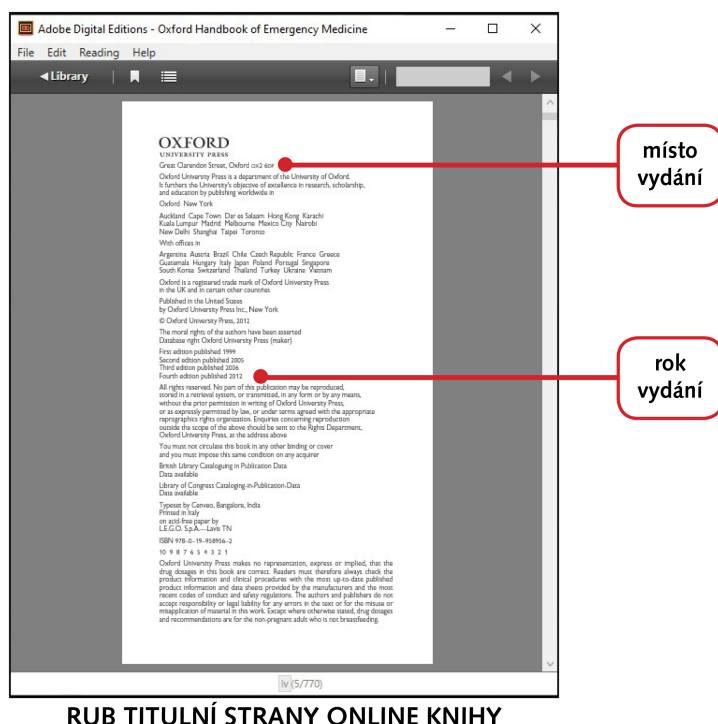 Adobe Digital Editions - Oxford Handbook of Emergency Medicine
File Edit Reading Help
Library
OXFORD
UNIVERSITY PRESS
Great Clarendon Street, Oxford OX2 6DP
Oxford University Press is a department of the University of Oxford.
It furthers the University's objective of excellence in research, scholarship,
and education by publishing worldwide in
Oxford New York
Auckland Cape Town Dar es Salaam Hong Kong Karachi
Kuala Lumpur Madrid Melbourne Mexico City Nairobi
New Delhi Shanghai Taipei Toronto
With offices in
Argentina Austria Brazil Chile Czech Republic France Greece
Guatemala Hungary Italy Japan Poland Portugal Singapore
South Korea Switzerland Thailand Turkey Ukraine Vietnam
Oxford is a registered trade mark of Oxford University Press
in the UK and in certain other countries
Published in the United States
by Oxford University Press Inc., New York
© Oxford University Press, 2012
The moral rights of the authors have been asserted
Database right Oxford University Press (maker)
First edition published 1999
Second edition published 2005
Third edition published 2006
Fourth edition published 2012
All rights reserved. No part of this publication may be reproduced,
stored in a retrieval system, or transmitted, in any form or by any means,
without the prior permission in writing of Oxford University Press,
or as expressly permitted by law, or under terms agreed with the appropriate
reprographics rights organization. Enquiries concerning reproduction
outside the scope of the above should be sent to the Rights Department,
Oxford University Press, at the address above
You must not circulate this book in any other binding or cover
and you must impose this same condition on any acquirer
British Library Cataloguing in Publication Data
Data available
Library of Congress Cataloging-in-Publication-Data
Data available
Typeset by Cenveo, Bangalore, India
Printed in Italy
on acid-free paper by
L.E.G.O. S.p.A.—Lavis TN
ISBN 978-0-19-958956-2
10 9 8 7 6 5 4 3 2 1
Oxford University Press makes no representation, express or implied, that the
drug dosages in this book are correct. Readers must therefore always check the
product information and clinical procedures with the most up-to-date published
product information and data sheets provided by the manufacturers and the most
recent codes of conduct and safety regulations. The authors and publishers do not
accept responsibility or legal liability for any errors in the text or for the misuse or
misapplication of material in this work. Except where otherwise stated, drug dosages
and recommendations are for the non-pregnant adult who is not breastfeeding.
iv (5/770)
místo
vydání
rok
vydání
RUB TITULNÍ STRANY ONLINE KNIHY